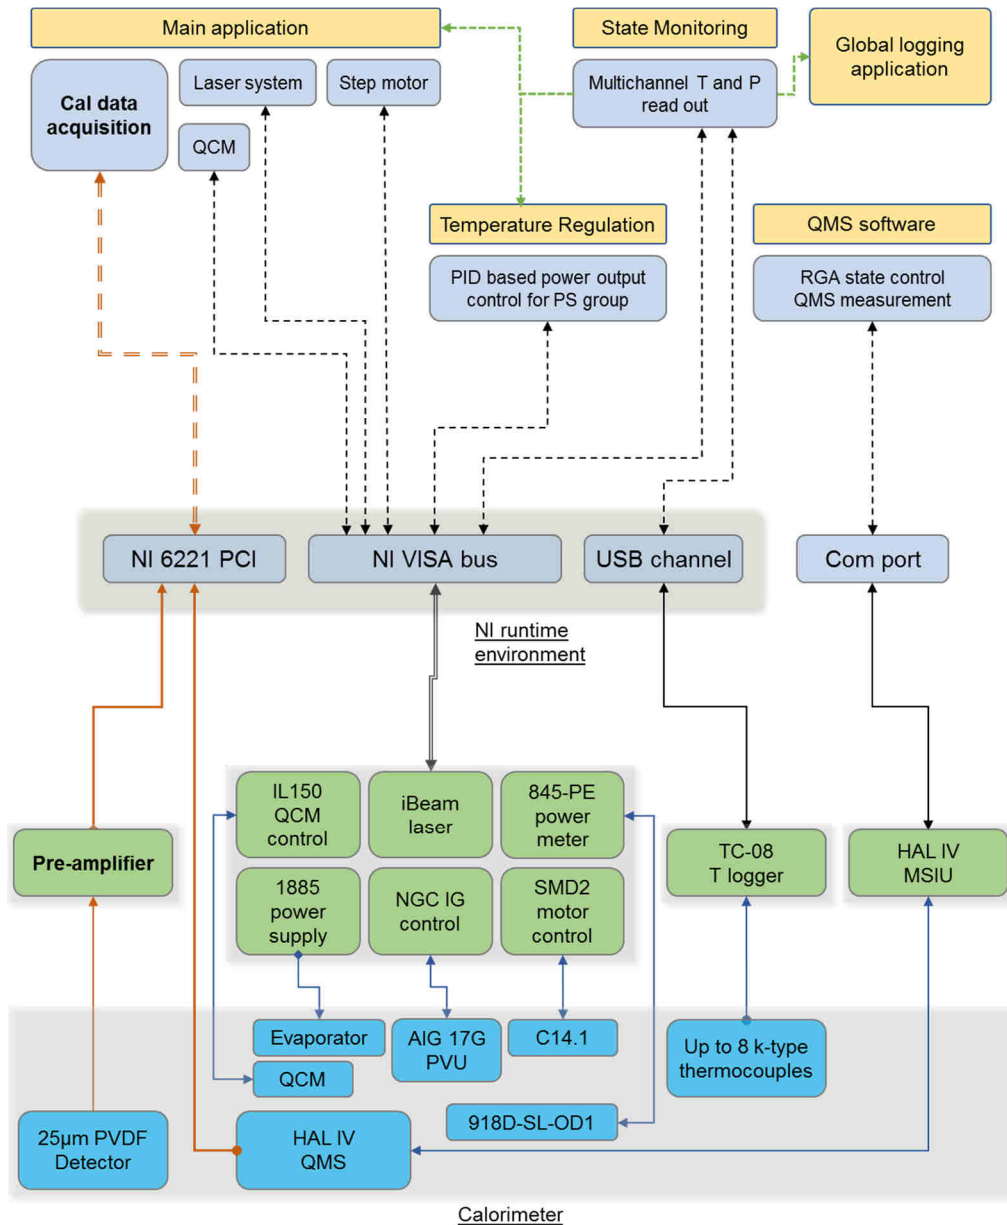 Main application
State Monitoring
Global logging
application
Cal data
acquisition
Laser system
Step motor
QCM
Multichannel T and P
read out
Temperature Regulation
QMS software
PID based power output
control for PS group
RGA state control
QMS measurement
NI 6221 PCI
NI VISA bus
USB channel
Com port
NI runtime
environment
IL150
QCM
control
iBeam
laser
845-PE
power
meter
Pre-amplifier
TC-08
T logger
HAL IV
MSIU
1885
power
supply
NGC IG
control
SMD2
motor
control
Evaporator
AIG 17G
PVU
C14.1
Up to 8 k-type
thermocouples
QCM
918D-SL-OD1
25µm PVDF
Detector
HAL IV
QMS
Calorimeter